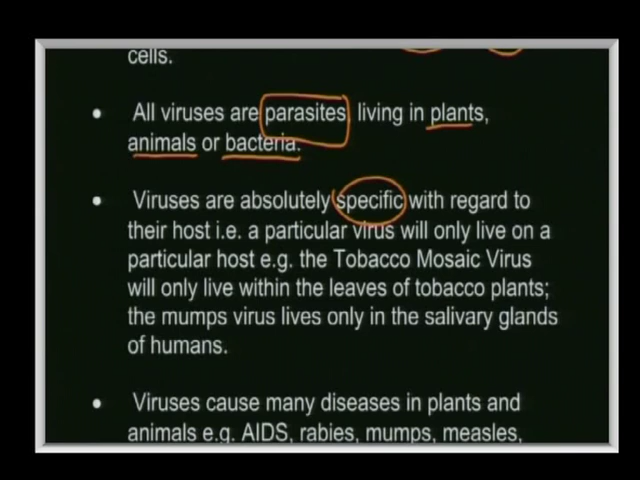 cells.
• All viruses are parasites living in plants,
animals or bacteria.
• Viruses are absolutely specific with regard to
their host i.e. a particular virus will only live on a
particular host e.g. the Tobacco Mosaic Virus
will only live within the leaves of tobacco plants;
the mumps virus lives only in the salivary glands
of humans.
• Viruses cause many diseases in plants and
animals e.g. AIDS, rabies, mumps, measles,